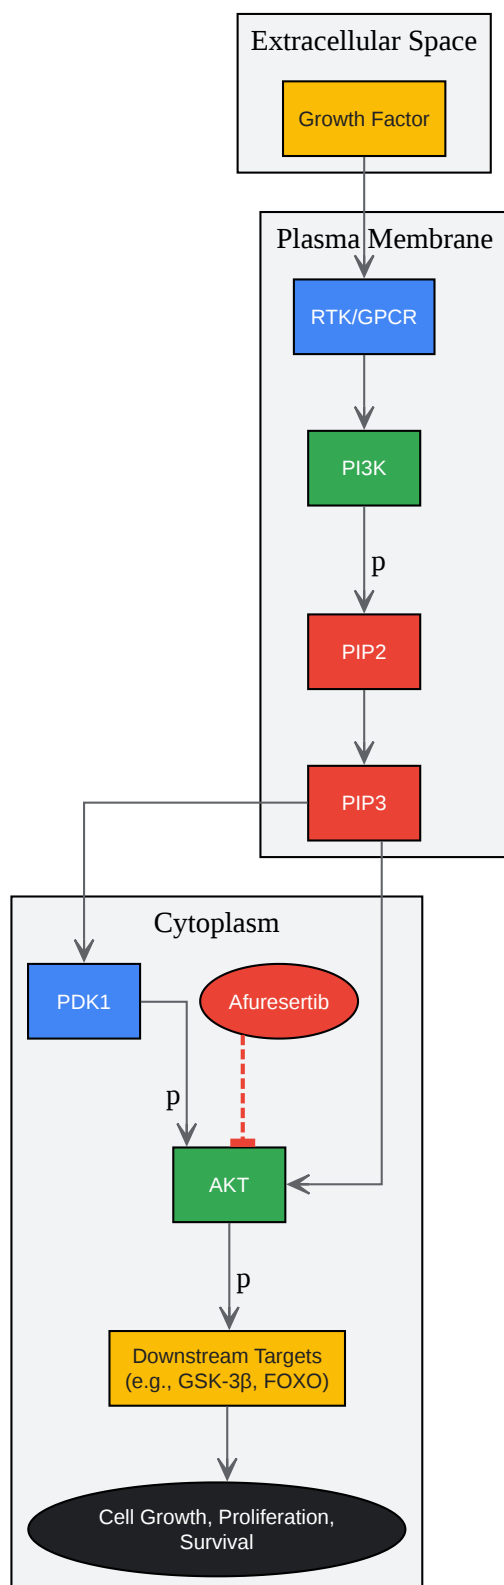 Extracellular Space
Growth Factor
Plasma Membrane
RTK/GPCR
PI3K
p
PIP2
PIP3
Cytoplasm
PDK1
Afuresertib
p
AKT
p
Downstream Targets
(e.g., GSK-3β, FOXO)
Cell Growth, Proliferation,
Survival